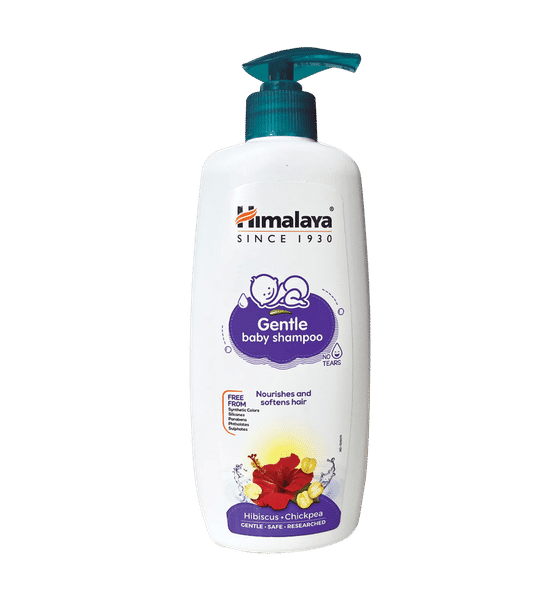 Himalaya®
SINCE 1930
Gentle
baby shampoo
NO
TEARS
Nourishes and
softens hair
FREE
FROM
Synthetic Colors
Silicones
Parabens
Phthalates
Sulphates
Hibiscus • Chickpea
GENTLE • SAFE • RESEARCHED